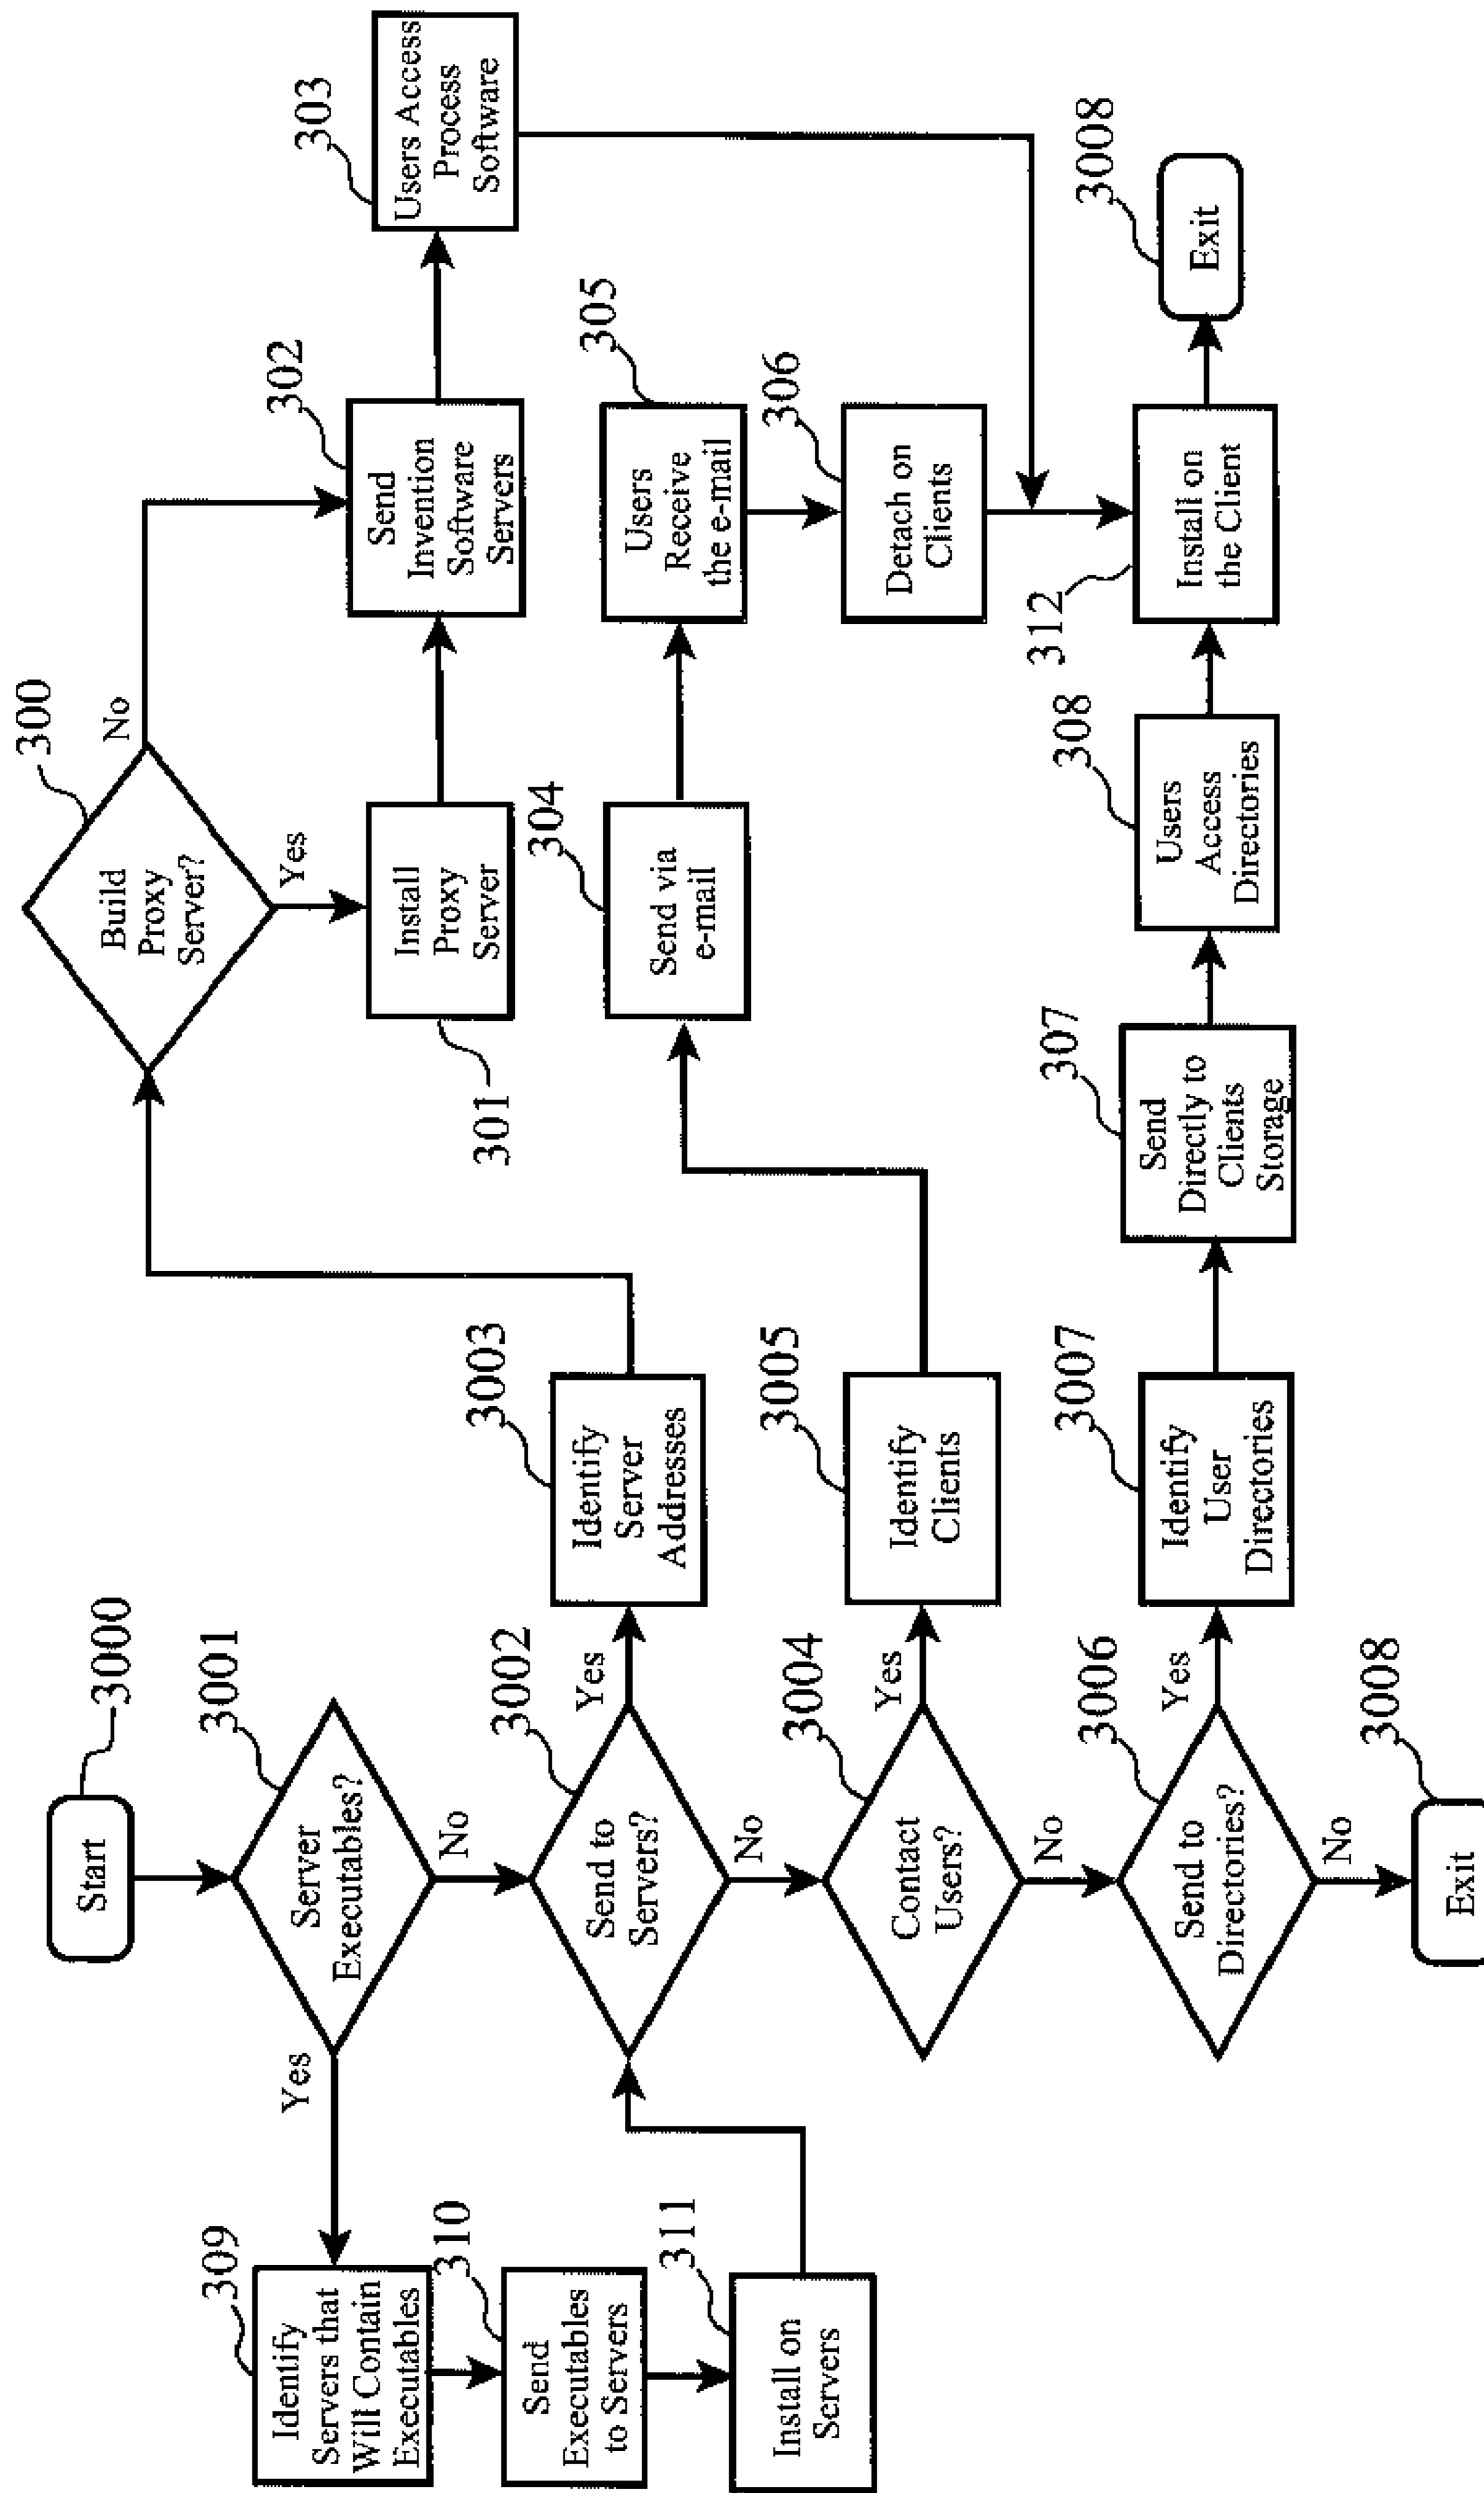 3000
Start
3001
Server
Executables?
Yes
No
309
Identify
Servers that
Will Contain
Executables
310
Send
Executables
to Servers
311
Install on
Servers
3002
Send to
Servers?
Yes
No
3003
Identify
Server
Addresses
300
Build
Proxy
Server?
No
Yes
301
Install
Proxy
Server
302
Send
Invention
Software
Servers
303
Users Access
Process
Software
3004
Contact
Users?
Yes
No
3005
Identify
Clients
304
Send via
e-mail
305
Users
Receive
the e-mail
306
Detach on
Clients
3006
Send to
Directories?
Yes
No
3007
Identify
User
Directories
307
Send
Directly to
Clients
Storage
308
Users
Access
Directories
312
Install on
the Client
3008
Exit
3008
Exit